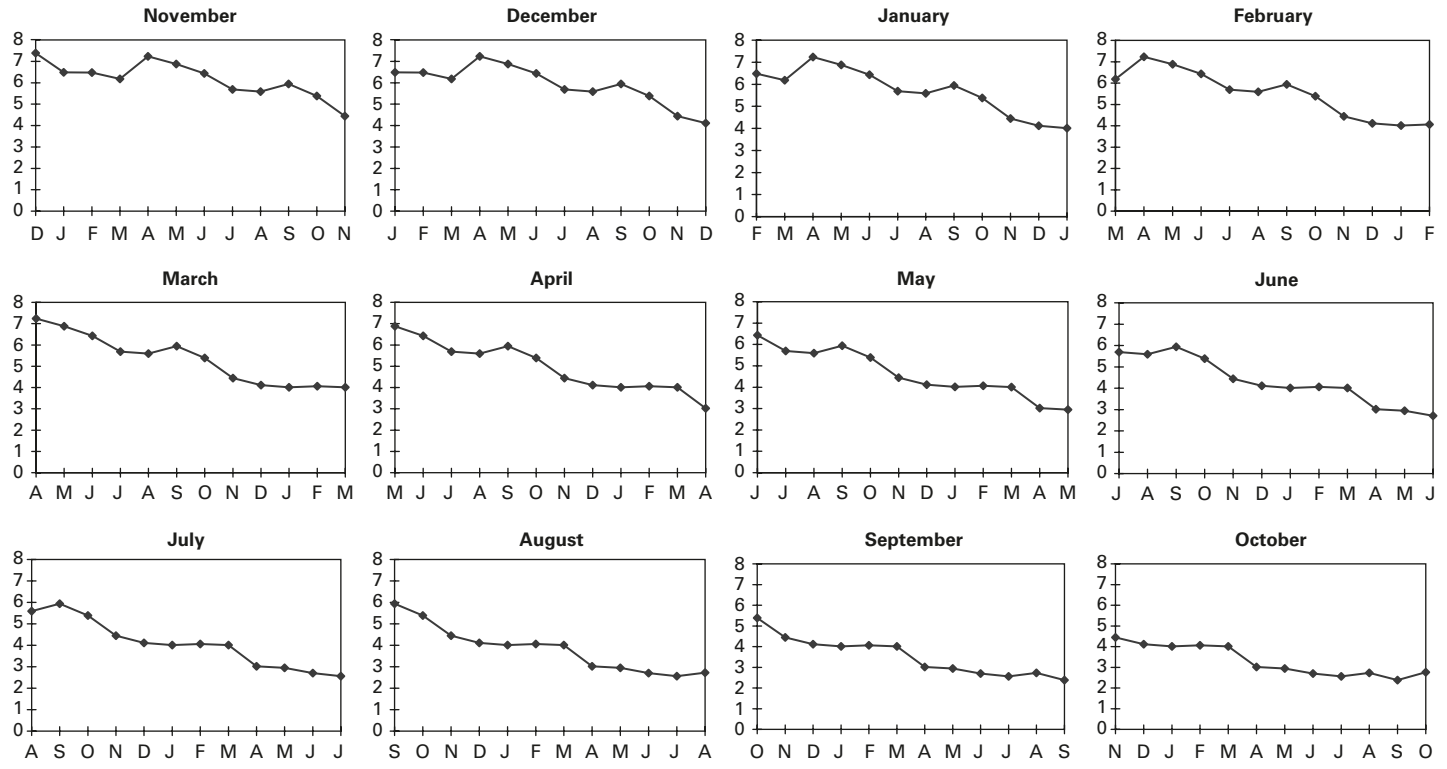 November December January February
8 8 8 8
7 7 7 7
6 6 6 6
5 5 5 5
4 4 4 4
3 3 3 3
2 2 2 2
1 1 1 1
0 0 0 0
D J F M A M J J A S O N J F M A M J J A S O N D F M A M J J A S O N D J M A M J J A S O N D J F
March April May June
8 8 8 8
7 7 7 7
6 6 6 6
5 5 5 5
4 4 4 4
3 3 3 3
2 2 2 2
1 1 1 1
0 0 0 0
A M J J A S O N D J F M M J J A S O N D J F M A J J A S O N D J F M A M J A S O N D J F M A M J
July August September October
8 8 8 8
7 7 7 7
6 6 6 6
5 5 5 5
4 4 4 4
3 3 3 3
2 2 2 2
1 1 1 1
0 0 0 0
A S O N D J F M A M J J S O N D J F M A M J J A O N D J F M A M J J A S N D J F M A M J J A S O